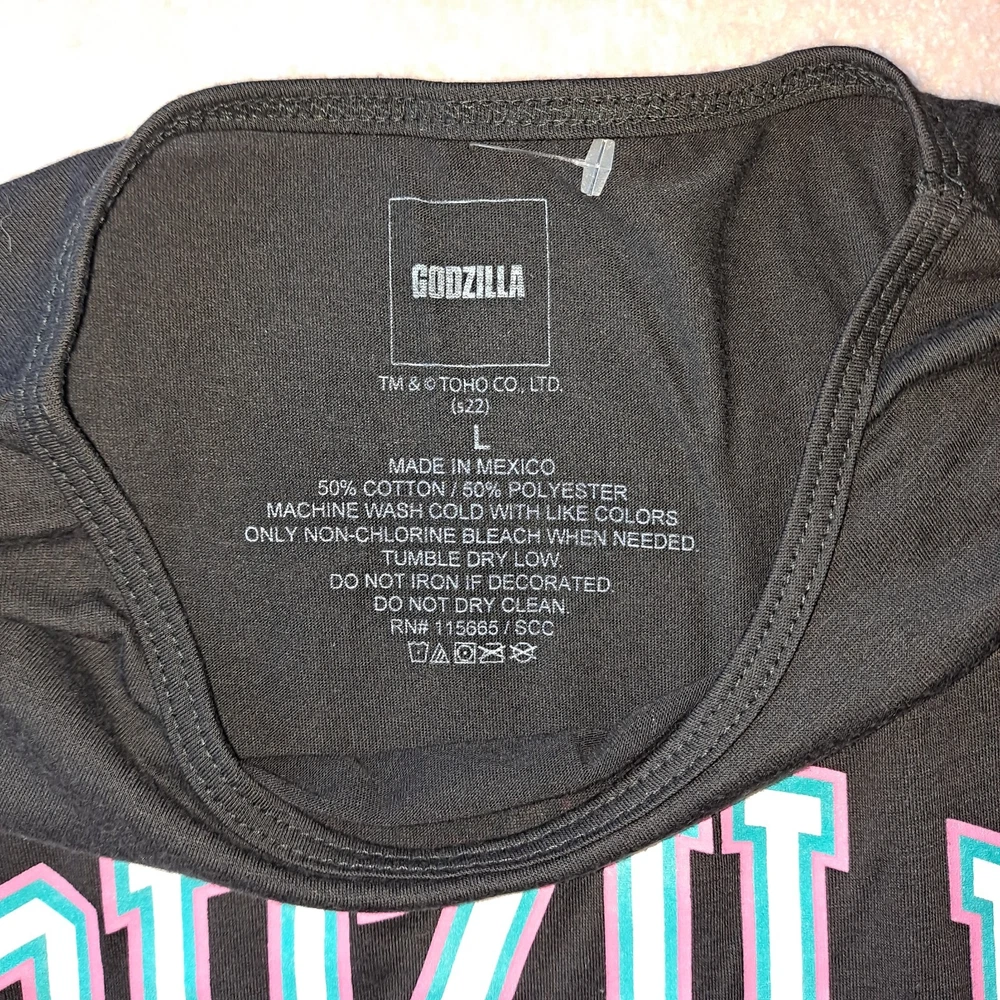 GODZILLA
TM & © TOHO CO., LTD.
(s22)
L
MADE IN MEXICO
50% COTTON / 50% POLYESTER
MACHINE WASH COLD WITH LIKE COLORS
ONLY NON-CHLORINE BLEACH WHEN NEEDED.
TUMBLE DRY LOW.
DO NOT IRON IF DECORATED.
DO NOT DRY CLEAN.
RN# 115665 / SCC